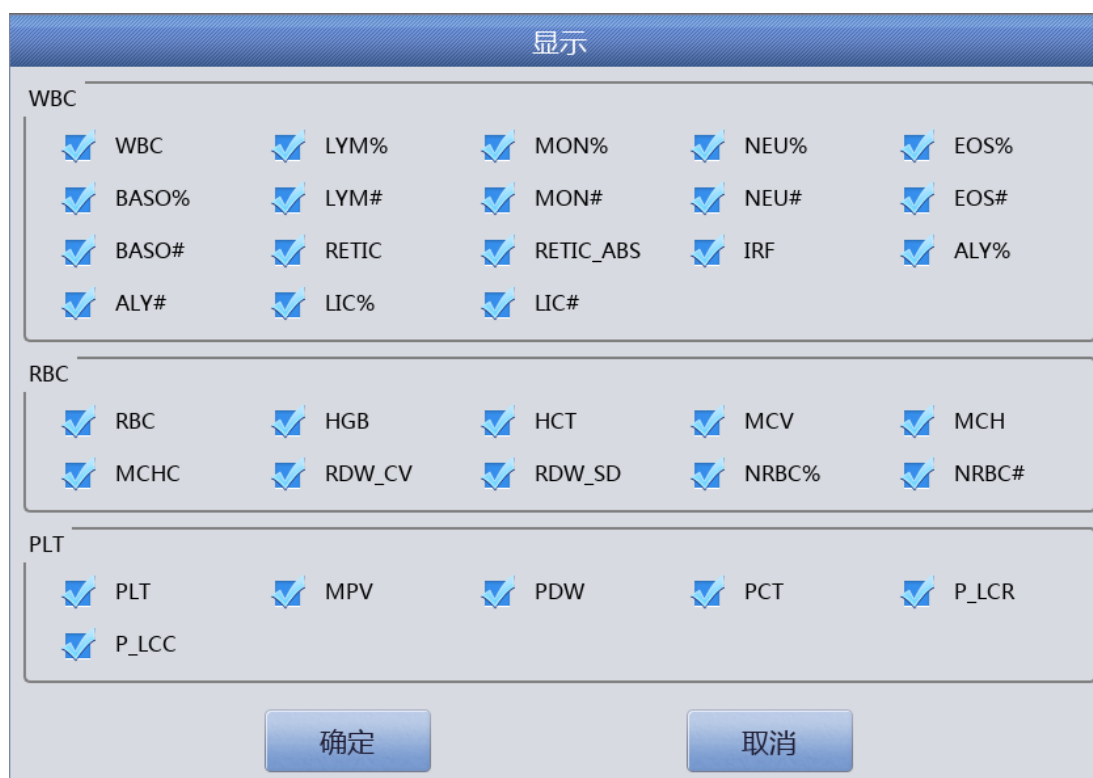 显示
WBC
WBC LYM% MON% NEU% EOS%
BASO% LYM# MON# NEU# EOS#
BASO# RETIC RETIC_ABS IRF ALY%
ALY# LIC% LIC#
RBC
RBC HGB HCT MCV MCH
MCHC RDW_CV RDW_SD NRBC% NRBC#
PLT
PLT MPV PDW PCT P_LCR
P_LCC
确定 取消